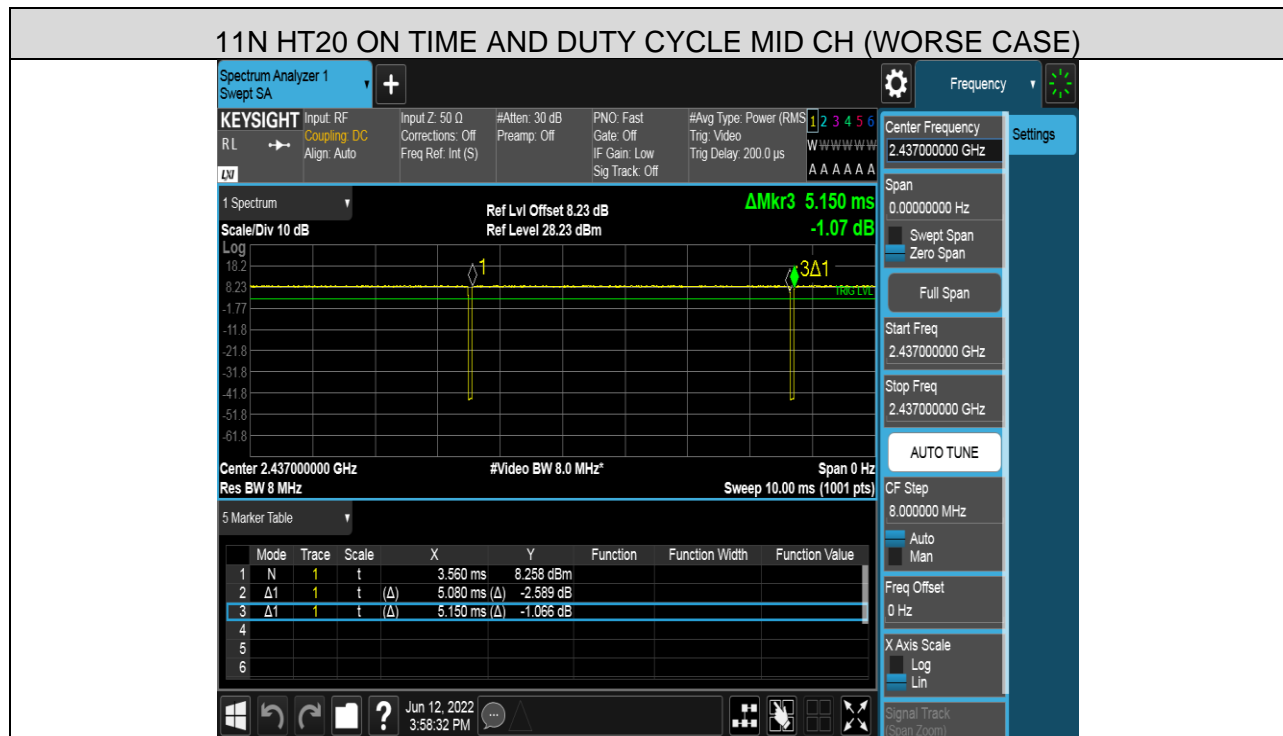 11N HT20 ON TIME AND DUTY CYCLE MID CH (WORSE CASE)
Spectrum Analyzer 1
Swept SA
+
Frequency
KEYSIGHT
RL
LXI
Input: RF
Coupling: DC
Align: Auto
Input Z: 50 Ω
Corrections: Off
Freq Ref: Int (S)
#Atten: 30 dB
Preamp: Off
PNO: Fast
Gate: Off
IF Gain: Low
Sig Track: Off
#Avg Type: Power (RMS
Trig: Video
Trig Delay: 200.0 µs
1 2 3 4 5 6
W W W W W W
A A A A A A
1 Spectrum
Scale/Div 10 dB
Ref Lvl Offset 8.23 dB
Ref Level 28.23 dBm
ΔMkr3 5.150 ms
-1.07 dB
Log
18.2
8.23
-1.77
-11.8
-21.8
-31.8
-41.8
-51.8
-61.8
1
3Δ1
TRIG LVL
Center 2.437000000 GHz
Res BW 8 MHz
#Video BW 8.0 MHz*
Span 0 Hz
Sweep 10.00 ms (1001 pts)
5 Marker Table
Mode Trace Scale X Y Function Function Width Function Value
1 N 1 t 3.560 ms 8.258 dBm
2 Δ1 1 t (Δ) 5.080 ms (Δ) -2.589 dB
3 Δ1 1 t (Δ) 5.150 ms (Δ) -1.066 dB
4
5
6
?
Jun 12, 2022
3:58:32 PM
Center Frequency
2.437000000 GHz
Settings
Span
0.00000000 Hz
Swept Span
Zero Span
Full Span
Start Freq
2.437000000 GHz
Stop Freq
2.437000000 GHz
AUTO TUNE
CF Step
8.000000 MHz
Auto
Man
Freq Offset
0 Hz
X Axis Scale
Log
Lin
Signal Track
(Span Zoom)